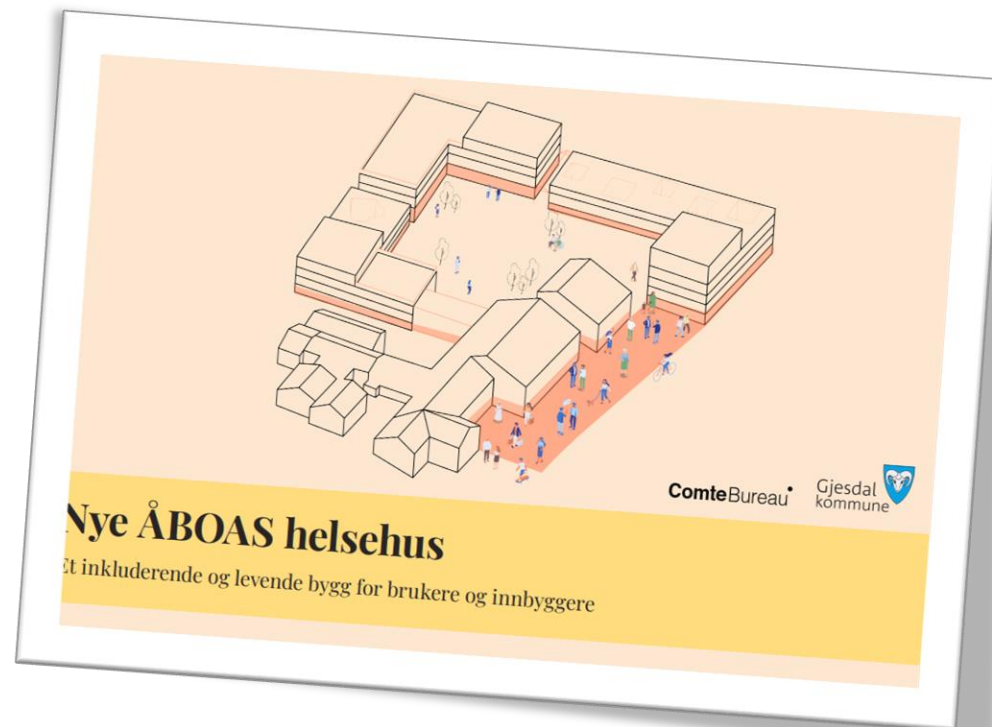 ComteBureau
Gjesdal
kommune
Nye ÅBOAS helsehus
Et inkluderende og levende bygg for brukere og innbyggere